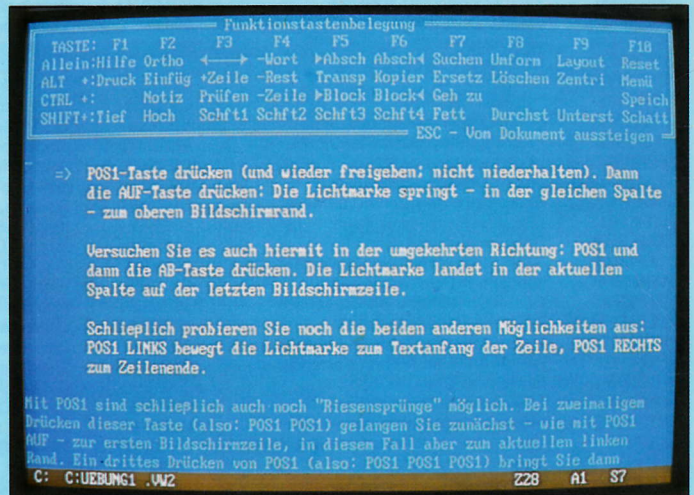 Funktionstastenbelegung
TASTE: F1 F2 F3 F4 F5 F6 F7 F8 F9 F10
Allein:Hilfe Ortho ◄──► -Wort ►Absch Absch◄ Suchen Umform Layout Reset
ALT +:Druck Einfüg +Zeile -Rest Transp Kopier Ersetz Löschen Zentri Menü
CTRL +: Notiz Prüfen -Zeile ►Block Block◄ Geh zu Speich
SHIFT+:Tief Hoch Schft1 Schft2 Schft3 Schft4 Fett Durchst Unterst Schatt
ESC - Vom Dokument aussteigen
=> POS1-Taste drücken (und wieder freigeben; nicht niederhalten). Dann
die AUF-Taste drücken: Die Lichtmarke springt - in der gleichen Spalte
- zum oberen Bildschirmrand.
Versuchen Sie es auch hiermit in der umgekehrten Richtung: POS1 und
dann die AB-Taste drücken. Die Lichtmarke landet in der aktuellen
Spalte auf der letzten Bildschirmzeile.
Schließlich probieren Sie noch die beiden anderen Möglichkeiten aus:
POS1 LINKS bewegt die Lichtmarke zum Textanfang der Zeile, POS1 RECHTS
zum Zeilenende.
Mit POS1 sind schließlich auch noch "Riesensprünge" möglich. Bei zweimaligem
Drücken dieser Taste (also: POS1 POS1) gelangen Sie zunächst - wie mit POS1
AUF - zur ersten Bildschirmzeile, in diesem Fall aber zum aktuellen linken
Rand. Ein drittes Drücken von POS1 (also: POS1 POS1 POS1) bringt Sie dann
C: C:UEBUNG1 .VW2 Z28 A1 S7